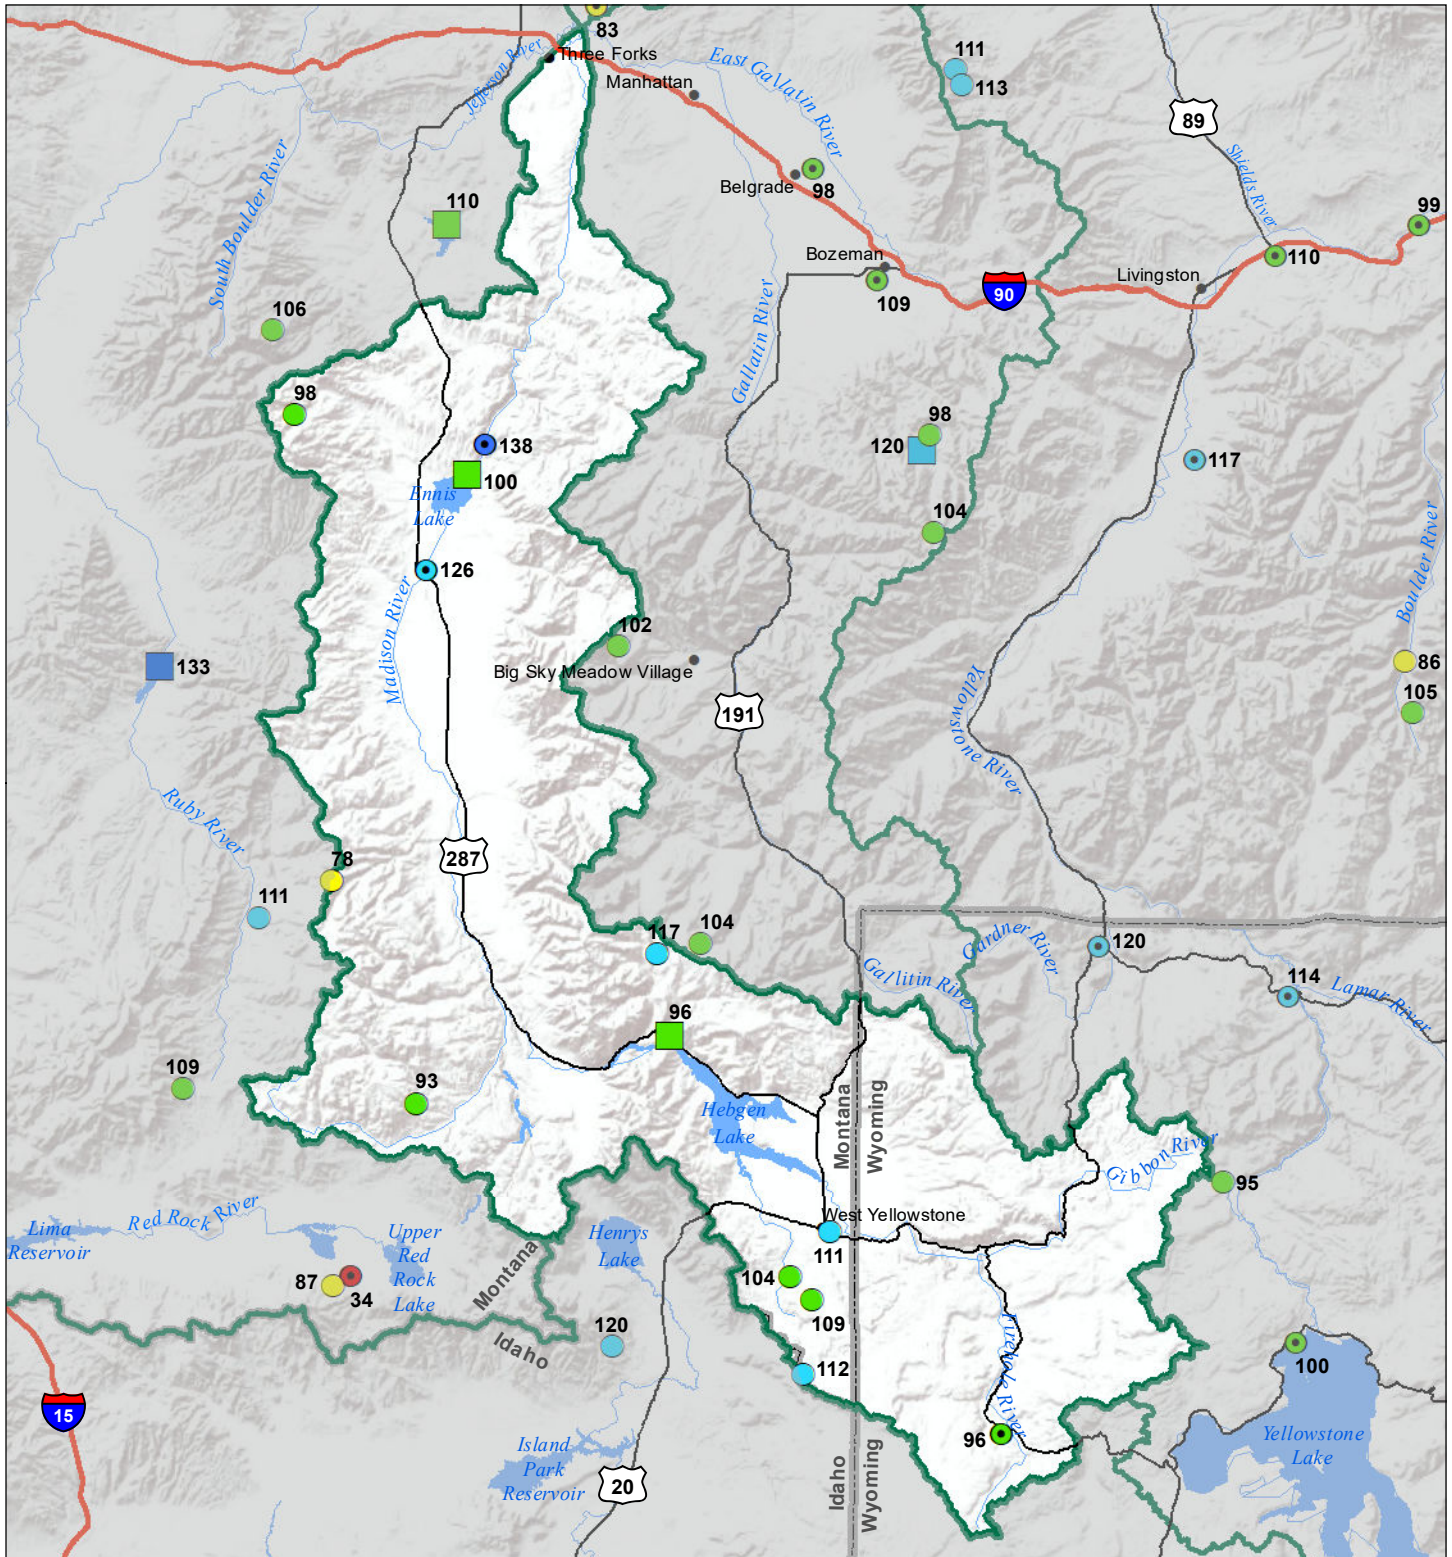 83
Three Forks
Jefferson River
Manhattan
East Gallatin River
111
113
89
Shields River
South Boulder River
Belgrade
98
110
99
Bozeman
109
90
Livingston
110
106
Gallatin River
98
138
100
Ennis
Lake
98
120
117
104
126
Madison River
Boulder River
102
Big Sky Meadow Village
133
191
Yellowstone River
86
105
Ruby River
287
78
111
117
104
Gallitin River
Gardner River
120
114
Lamar River
96
109
93
Hebgen
Lake
Montana
Wyoming
Gibbon River
95
Lima
Reservoir
Red Rock River
Upper
Red
Rock
Lake
Henrys
Lake
West Yellowstone
111
87
34
Montana
Idaho
104
109
120
112
Firehole River
100
15
96
Yellowstone
Lake
Island
Park
Reservoir
20
Idaho
Wyoming